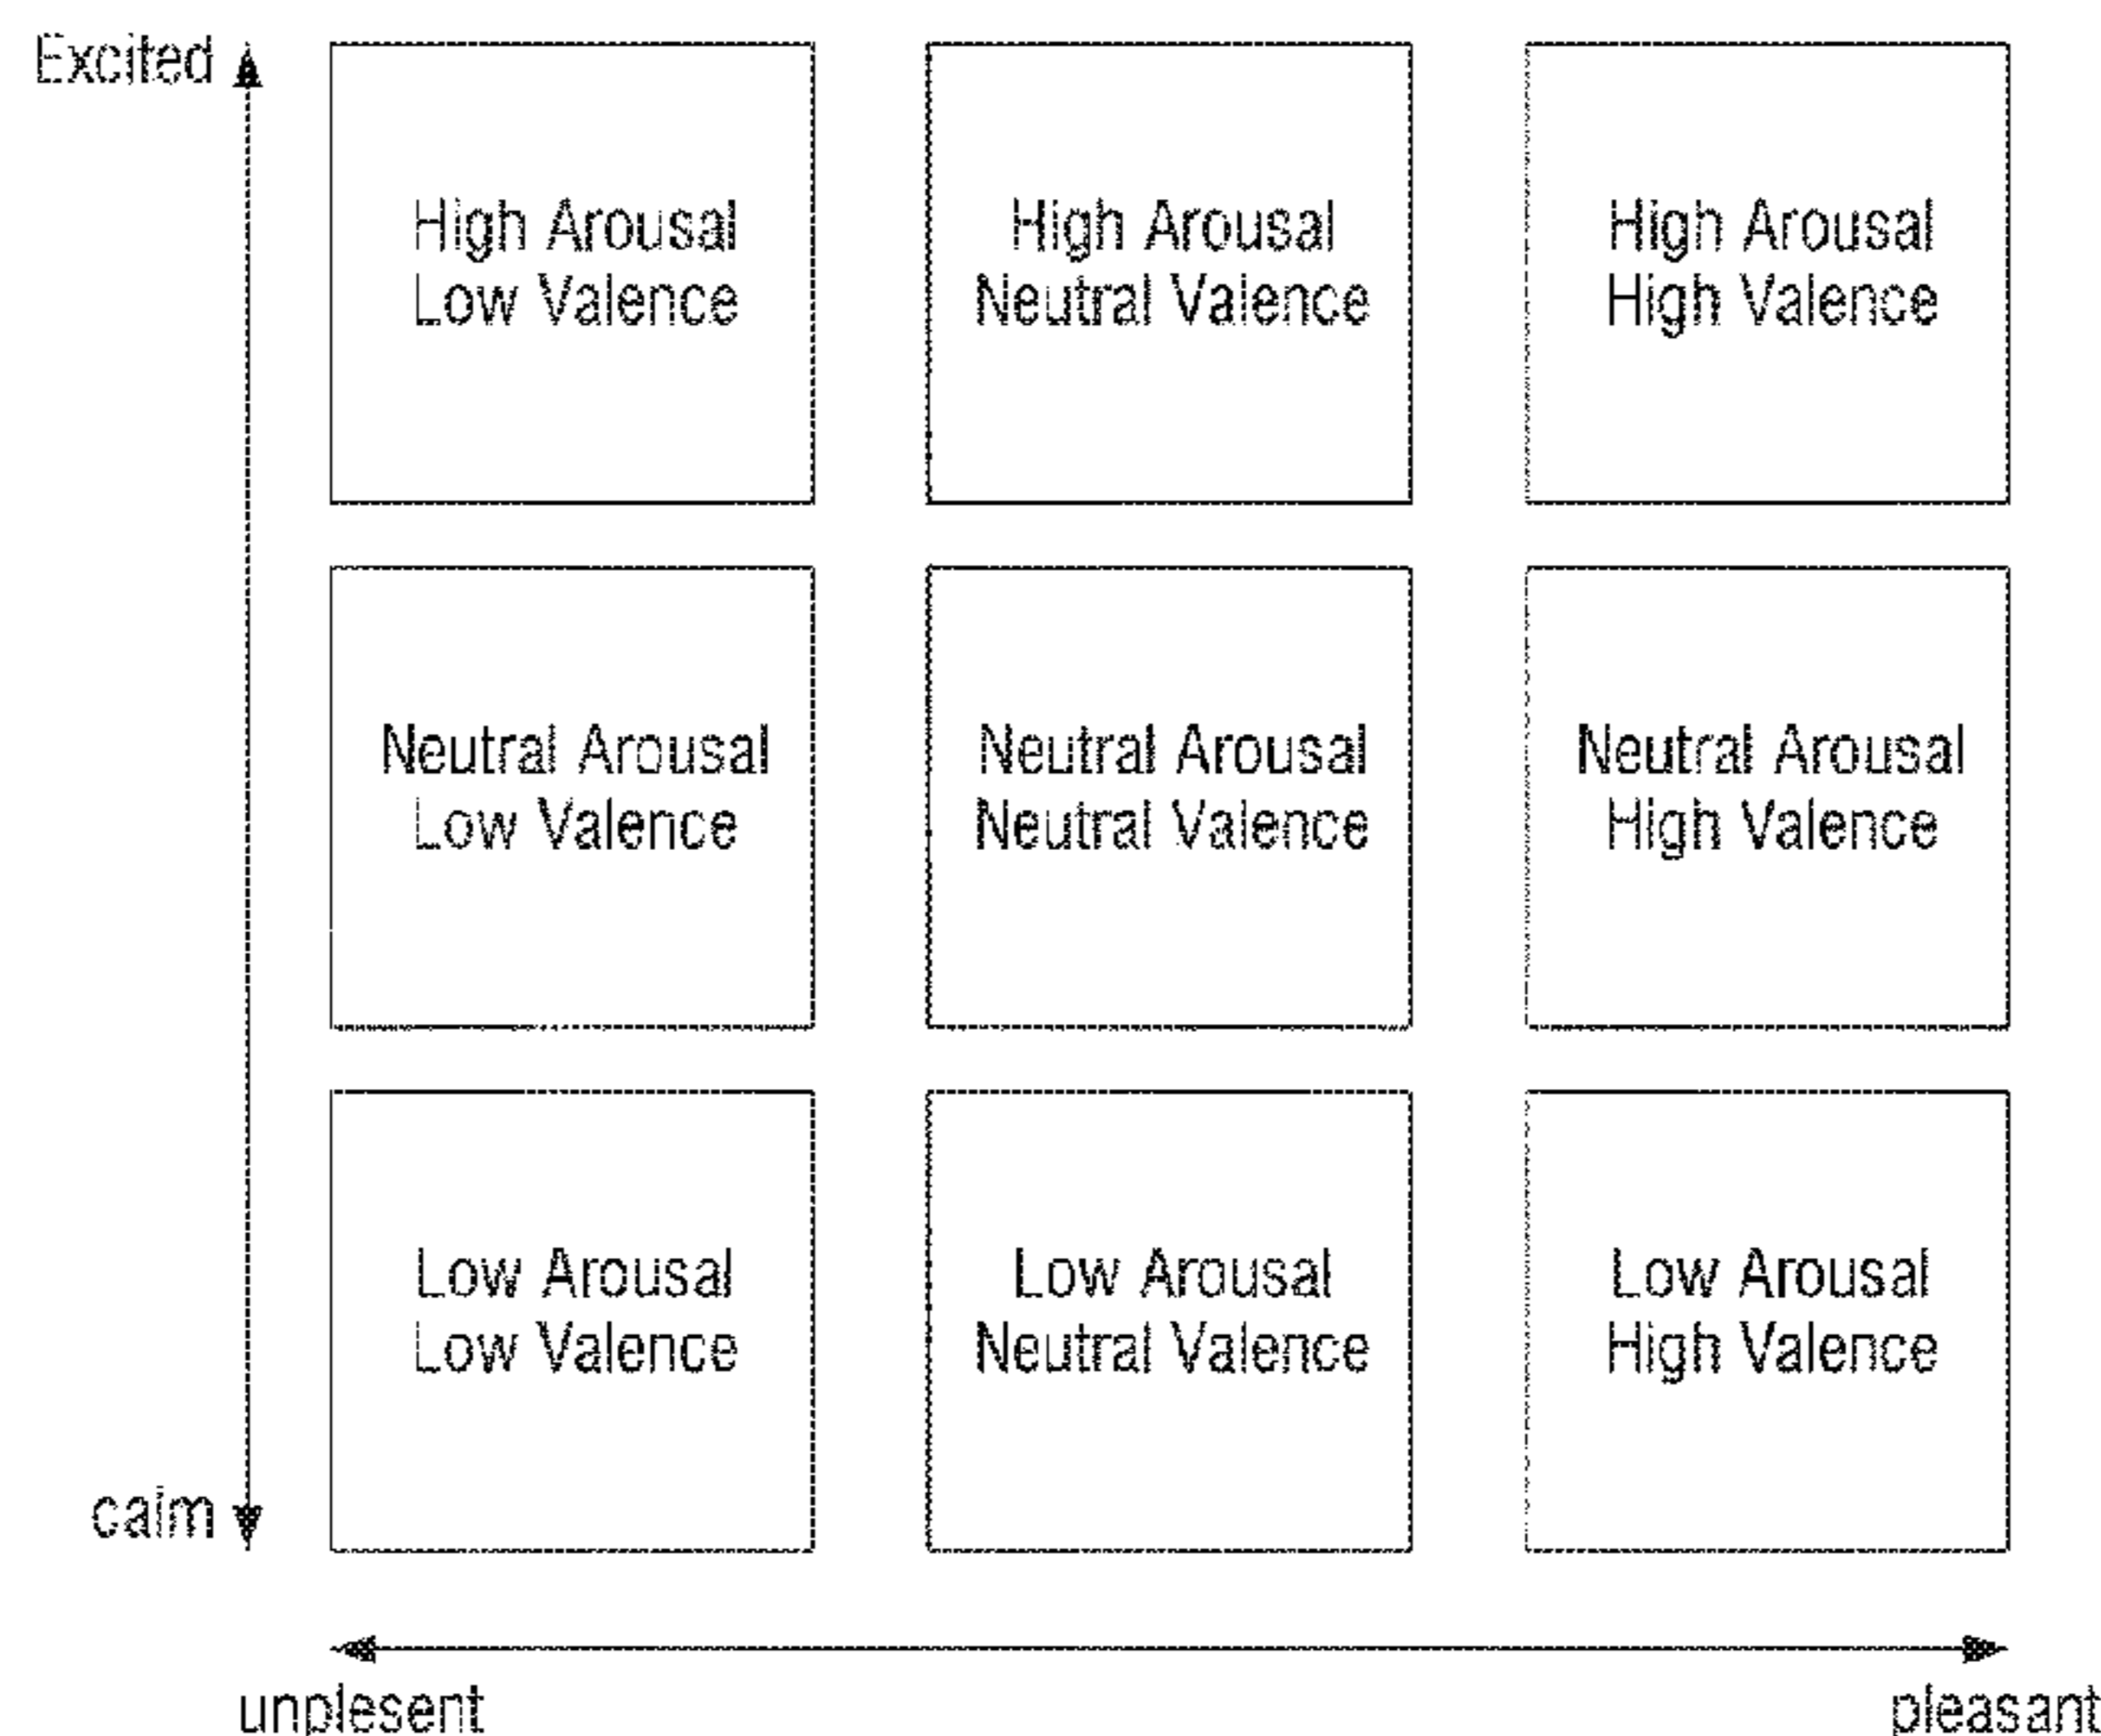 Excited
High Arousal
Low Valence
High Arousal
Neutral Valence
High Arousal
High Valence
Neutral Arousal
Low Valence
Neutral Arousal
Neutral Valence
Neutral Arousal
High Valence
Low Arousal
Low Valence
Low Arousal
Neutral Valence
Low Arousal
High Valence
calm
unplesent
pleasant